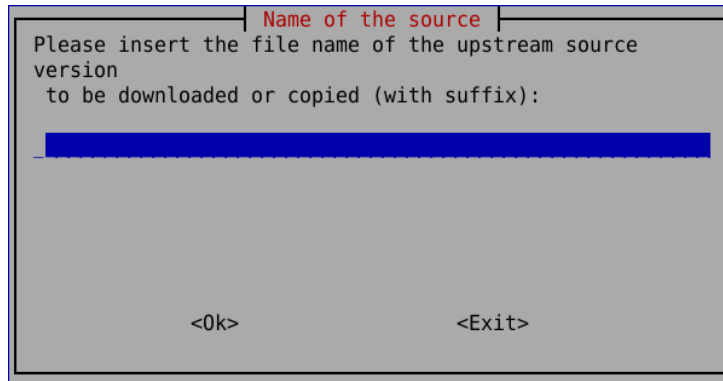 Name of the source
Please insert the file name of the upstream source
version
to be downloaded or copied (with suffix):
<Ok> <Exit>